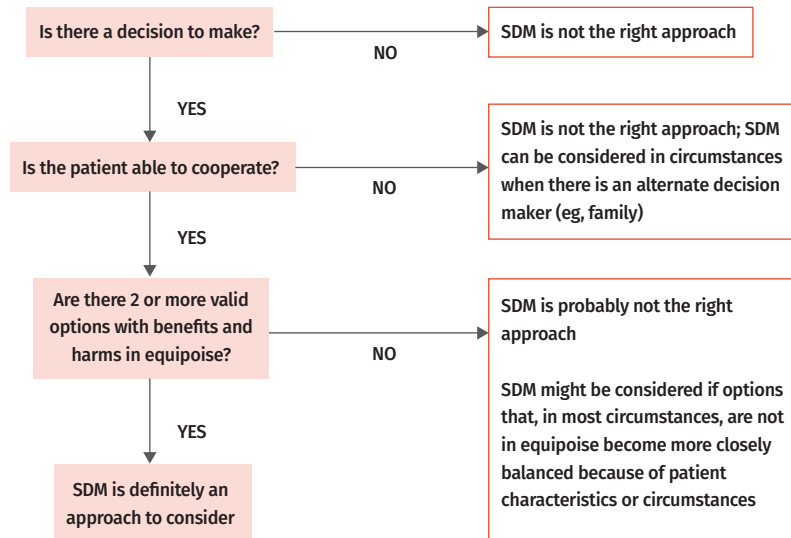 Is there a decision to make?
NO
SDM is not the right approach
YES
Is the patient able to cooperate?
NO
SDM is not the right approach; SDM
can be considered in circumstances
when there is an alternate decision
maker (eg, family)
YES
Are there 2 or more valid
options with benefits and
harms in equipoise?
NO
SDM is probably not the right
approach
SDM might be considered if options
that, in most circumstances, are not
in equipoise become more closely
balanced because of patient
characteristics or circumstances
YES
SDM is definitely an
approach to consider